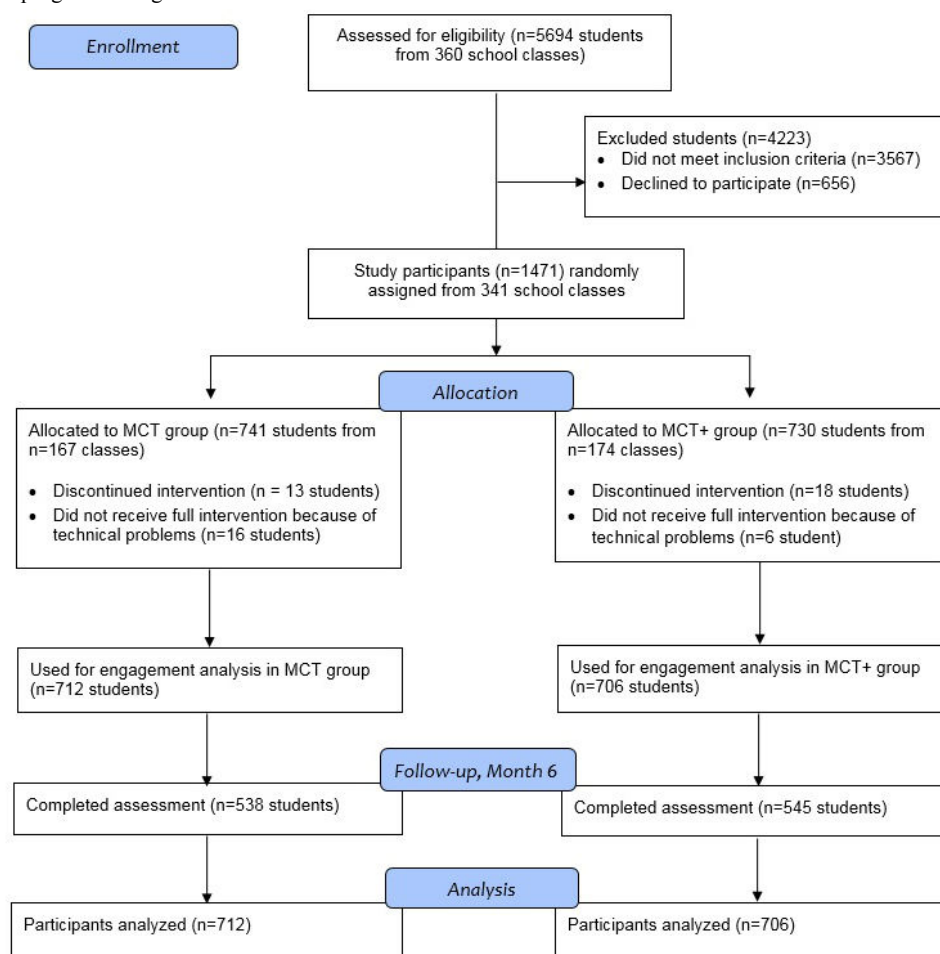 Enrollment
Assessed for eligibility (n=5694 students
from 360 school classes)
Excluded students (n=4223)
• Did not meet inclusion criteria (n=3567)
• Declined to participate (n=656)
Study participants (n=1471) randomly
assigned from 341 school classes
Allocation
Allocated to MCT group (n=741 students from
n=167 classes)
• Discontinued intervention (n = 13 students)
• Did not receive full intervention because of
technical problems (n=16 students)
Allocated to MCT+ group (n=730 students from
n=174 classes)
• Discontinued intervention (n=18 students)
• Did not receive full intervention because of
technical problems (n=6 student)
Used for engagement analysis in MCT group
(n=712 students)
Used for engagement analysis in MCT+ group
(n=706 students)
Follow-up, Month 6
Completed assessment (n=538 students)
Completed assessment (n=545 students)
Analysis
Participants analyzed (n=712)
Participants analyzed (n=706)